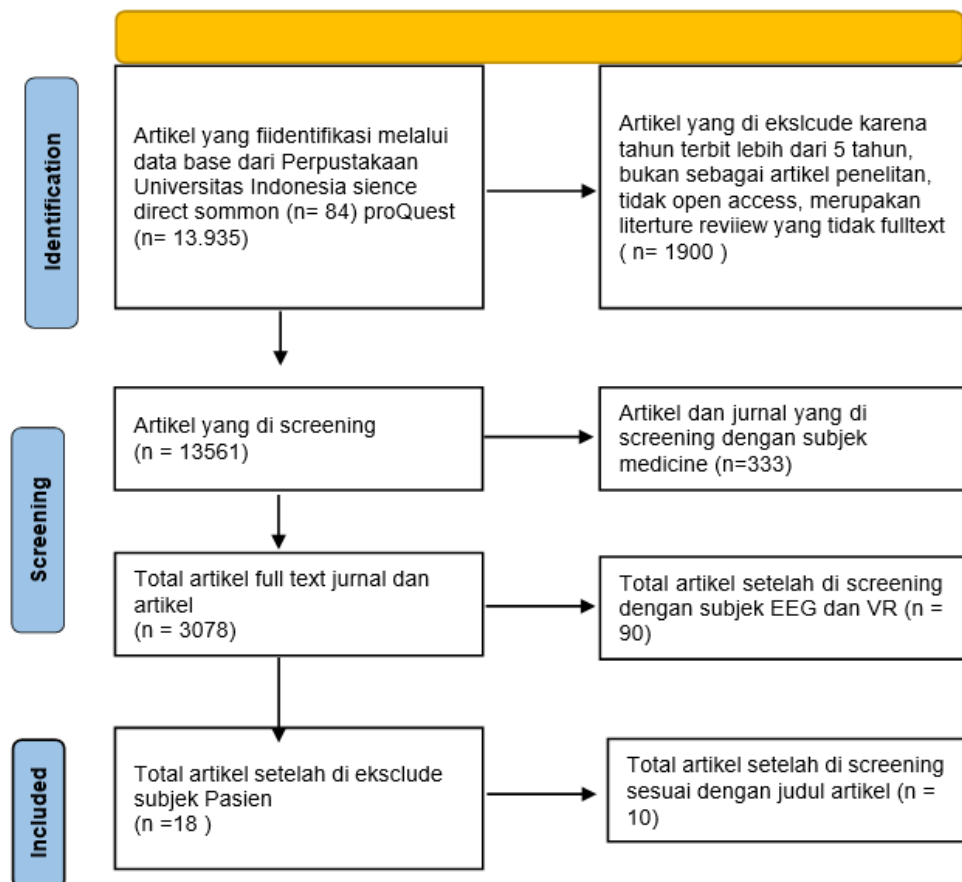 Identification
Artikel yang fiidentifikasi melalui
data base dari Perpustakaan
Universitas Indonesia sience
direct sommon (n= 84) proQuest
(n= 13.935)
Artikel yang di ekslcude karena
tahun terbit lebih dari 5 tahun,
bukan sebagai artikel penelitan,
tidak open access, merupakan
literture reviiew yang tidak fulltext
( n= 1900 )
Screening
Artikel yang di screening
(n = 13561)
Artikel dan jurnal yang di
screening dengan subjek
medicine (n=333)
Total artikel full text jurnal dan
artikel
(n = 3078)
Total artikel setelah di screening
dengan subjek EEG dan VR (n =
90)
Included
Total artikel setelah di eksclude
subjek Pasien
(n =18 )
Total artikel setelah di screening
sesuai dengan judul artikel (n =
10)